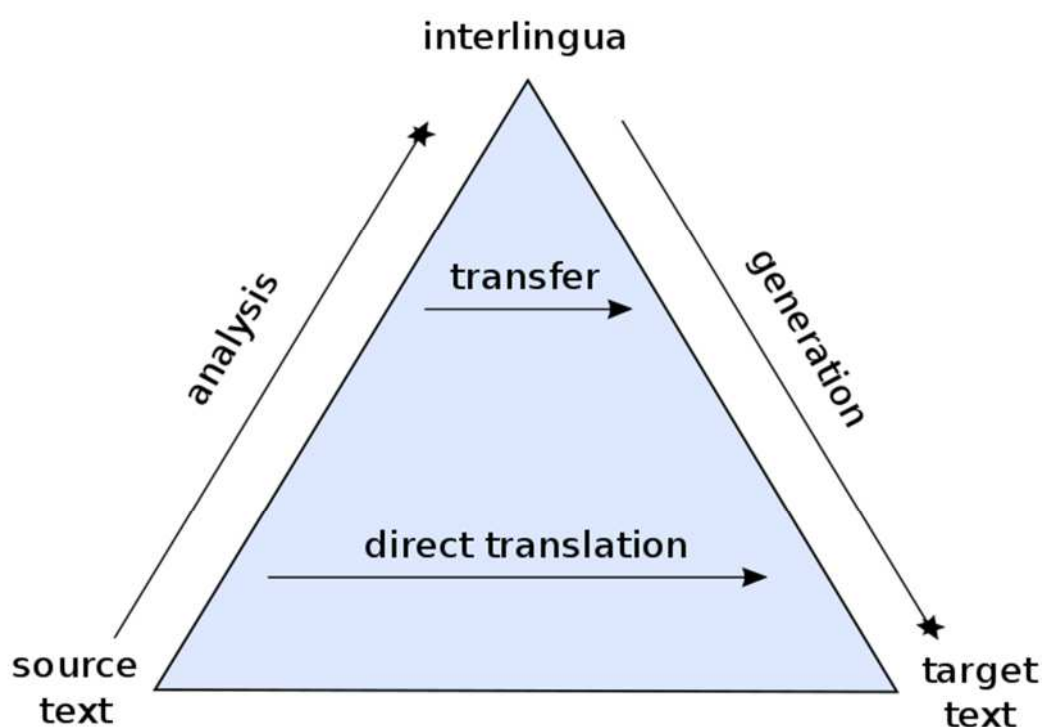 interlingua
transfer
analysis
generation
direct translation
source
text
target
text